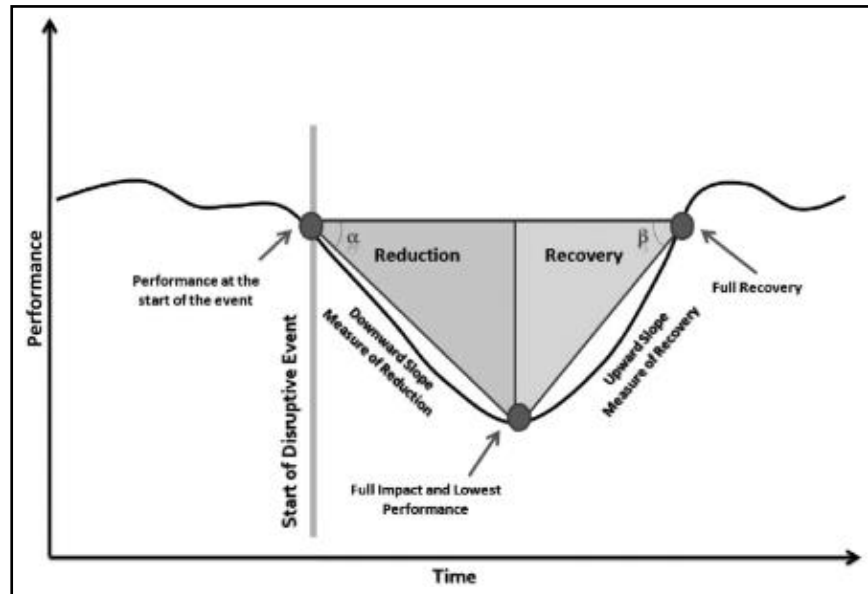 Performance
Start of Disruptive Event
Performance at the
start of the event
α
Reduction
Recovery
β
Full Recovery
Downward Slope
Measure of Reduction
Upward Slope
Measure of Recovery
Full Impact and Lowest
Performance
Time